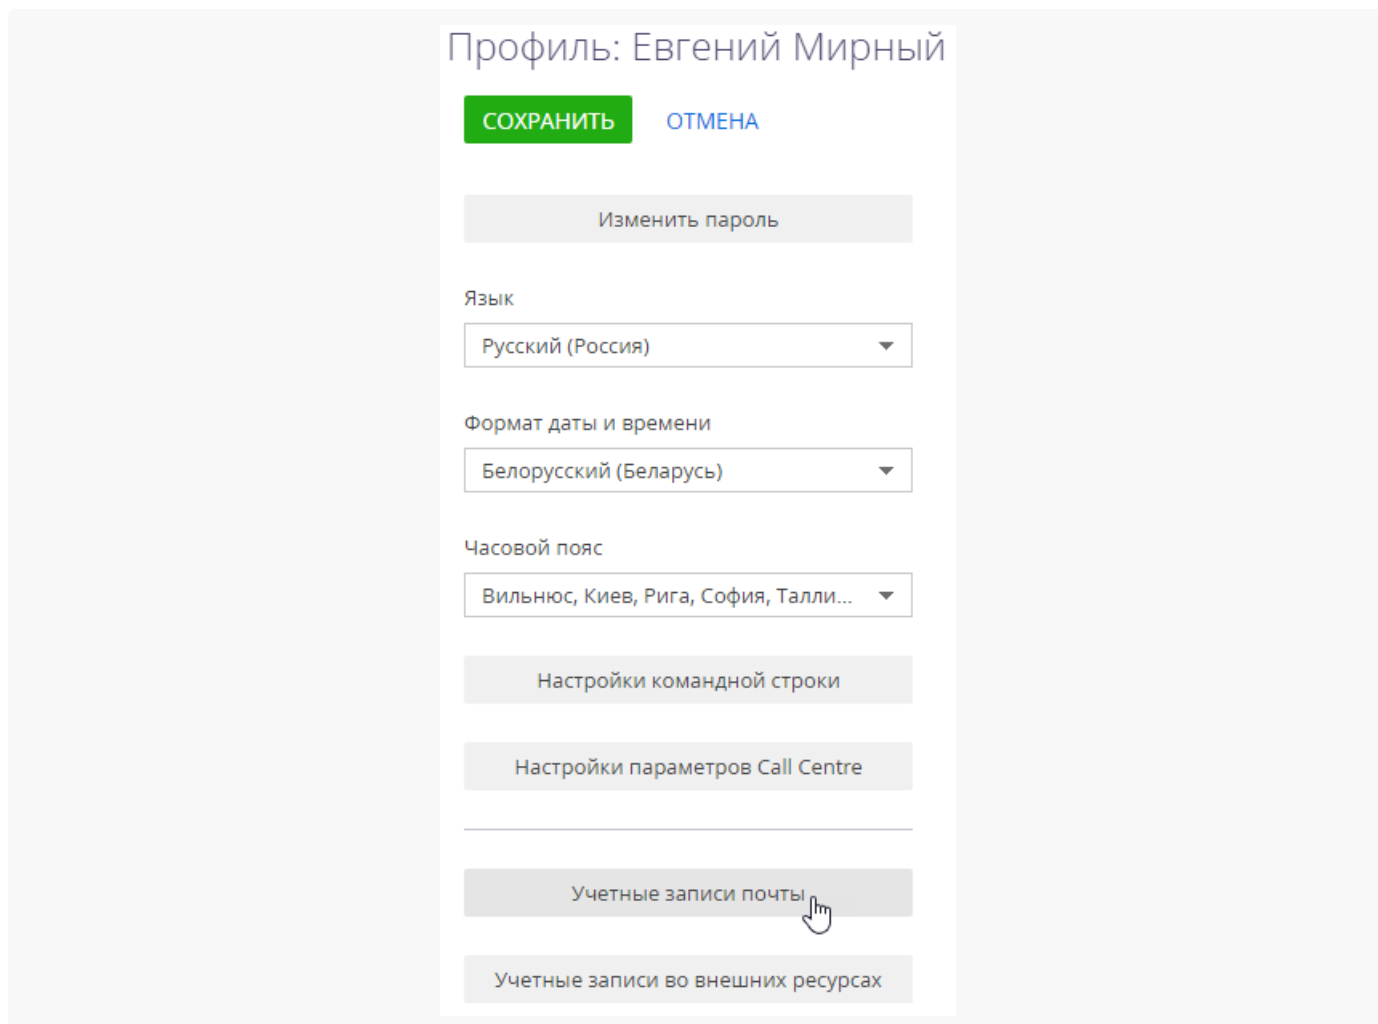 Профиль: Евгений Мирный
СОХРАНИТЬ ОТМЕНА
Изменить пароль
Язык
Русский (Россия)
Формат даты и времени
Белорусский (Беларусь)
Часовой пояс
Вильнюс, Киев, Рига, София, Талли...
Настройки командной строки
Настройки параметров Call Centre
Учетные записи почты
Учетные записи во внешних ресурсах